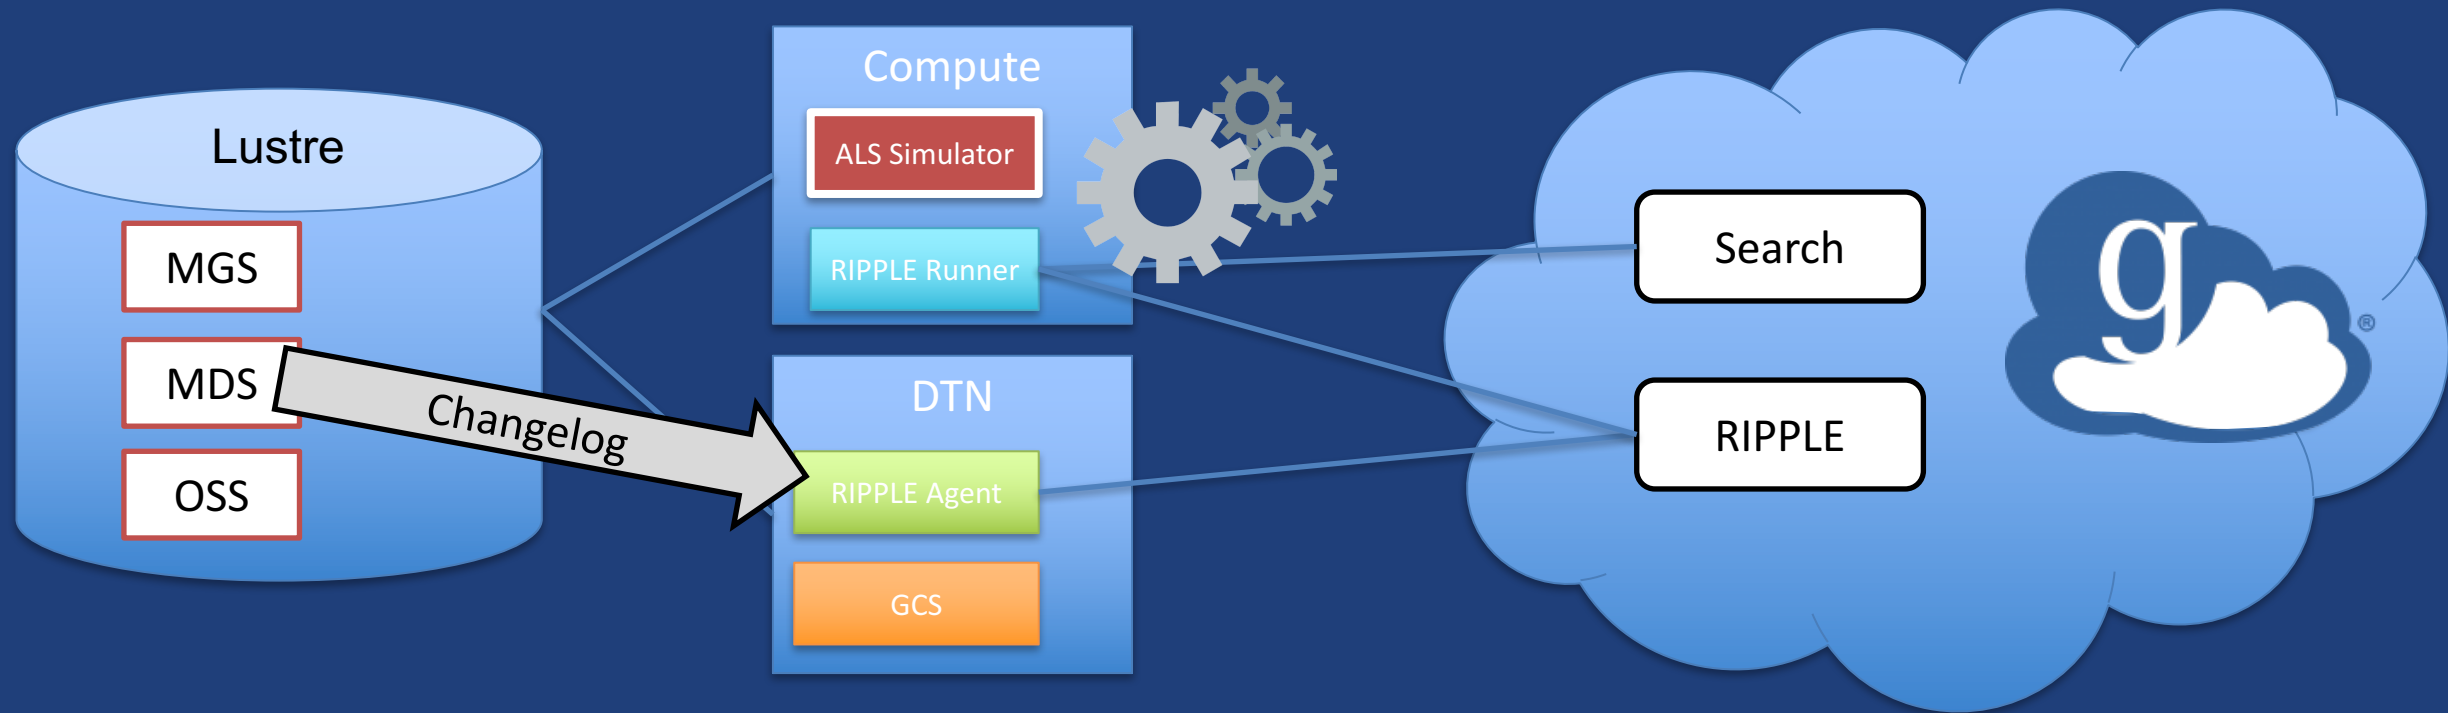 Lustre
MGS
MDS
OSS
Changelog
Compute
ALS Simulator
RIPPLE Runner
DTN
RIPPLE Agent
GCS
Search
RIPPLE
g
®